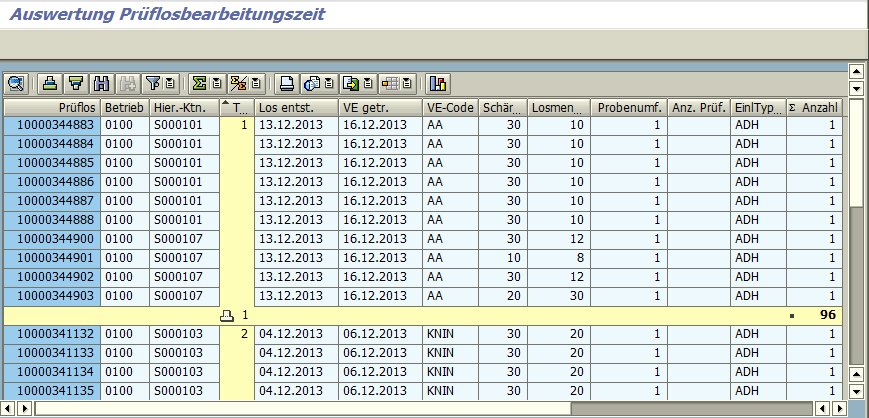 Auswertung Prüflosbearbeitungszeit
Prüflos Betrieb Hier.-Ktn. T... Los entst. VE getr. VE-Code Schär... Losmen... Probenumf. Anz. Prüf. EinlTyp... Σ Anzahl
10000344883 0100 S000101 1 13.12.2013 16.12.2013 AA 30 10 1 ADH 1
10000344884 0100 S000101 13.12.2013 16.12.2013 AA 30 10 1 ADH 1
10000344885 0100 S000101 13.12.2013 16.12.2013 AA 30 10 1 ADH 1
10000344886 0100 S000101 13.12.2013 16.12.2013 AA 30 10 1 ADH 1
10000344887 0100 S000101 13.12.2013 16.12.2013 AA 30 10 1 ADH 1
10000344888 0100 S000101 13.12.2013 16.12.2013 AA 30 10 1 ADH 1
10000344900 0100 S000107 13.12.2013 16.12.2013 AA 30 12 1 ADH 1
10000344901 0100 S000107 13.12.2013 16.12.2013 AA 10 8 1 ADH 1
10000344902 0100 S000107 13.12.2013 16.12.2013 AA 30 12 1 ADH 1
10000344903 0100 S000107 13.12.2013 16.12.2013 AA 20 30 1 ADH 1
1 ▪ 96
10000341132 0100 S000103 2 04.12.2013 06.12.2013 KNIN 30 20 1 ADH 1
10000341133 0100 S000103 04.12.2013 06.12.2013 KNIN 30 20 1 ADH 1
10000341134 0100 S000103 04.12.2013 06.12.2013 KNIN 30 20 1 ADH 1
10000341135 0100 S000103 04.12.2013 06.12.2013 KNIN 30 20 1 ADH 1